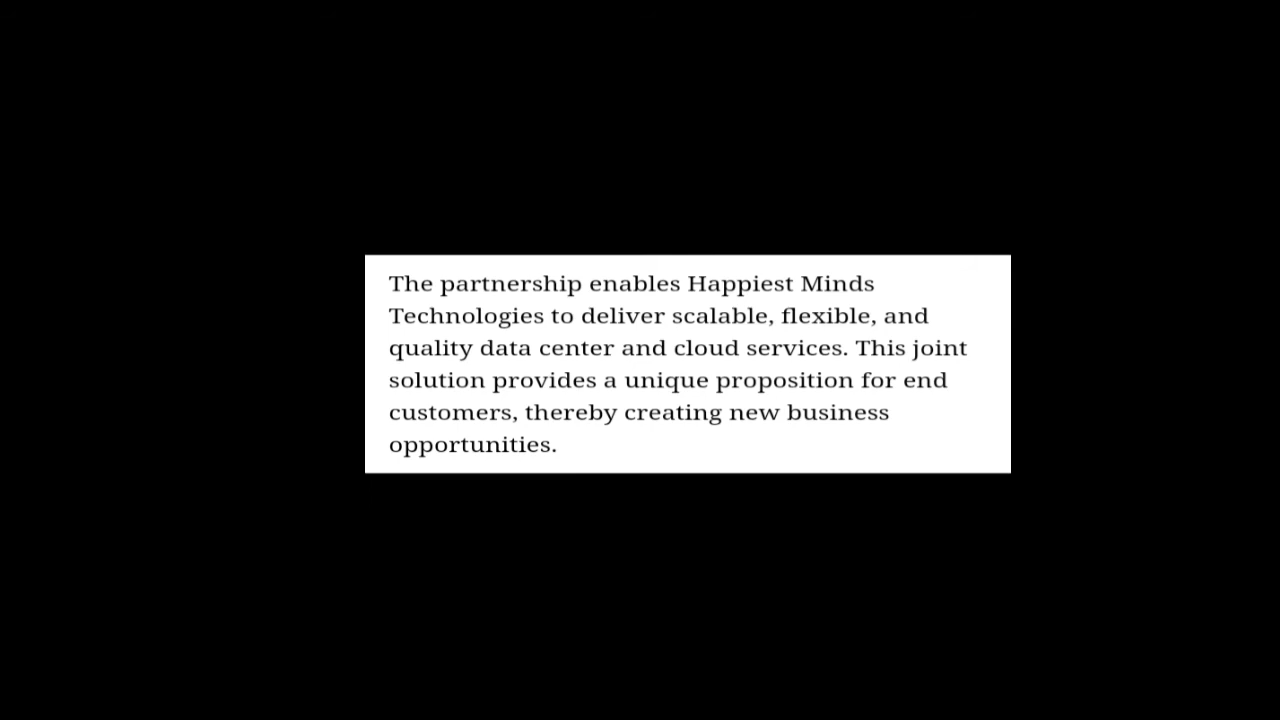 The partnership enables Happiest Minds
Technologies to deliver scalable, flexible, and
quality data center and cloud services. This joint
solution provides a unique proposition for end
customers, thereby creating new business
opportunities.